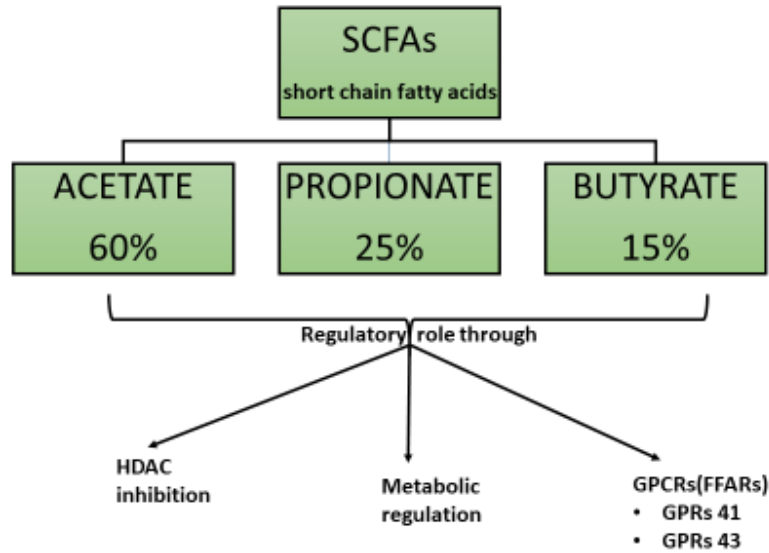 SCFAs
short chain fatty acids
ACETATE
60%
PROPIONATE
25%
BUTYRATE
15%
Regulatory role through
HDAC
inhibition
Metabolic
regulation
GPCRs(FFARs)
• GPRs 41
• GPRs 43